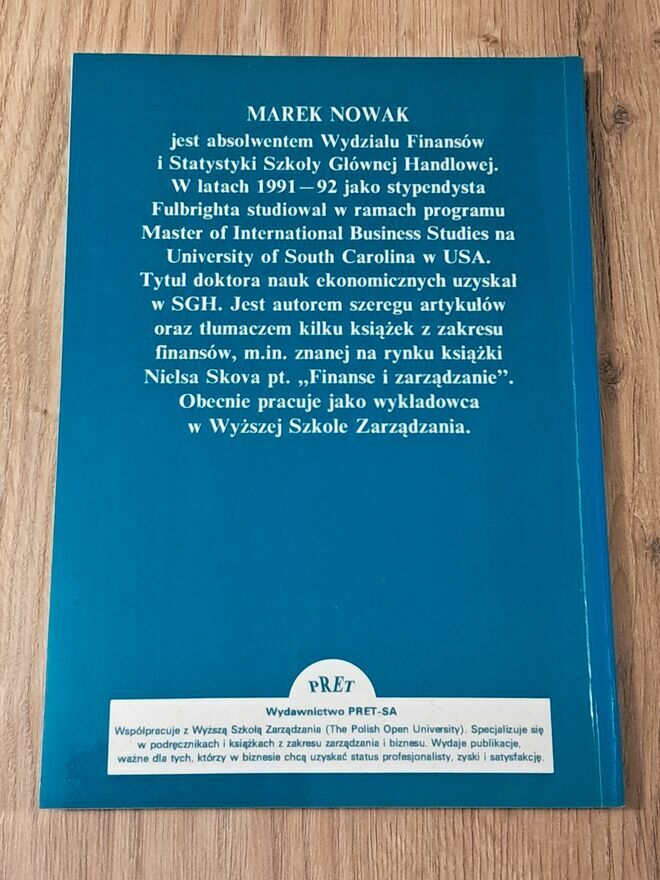 MAREK NOWAK
jest absolwentem Wydziału Finansów
i Statystyki Szkoły Głównej Handlowej.
W latach 1991—92 jako stypendysta
Fulbrighta studiował w ramach programu
Master of International Business Studies na
University of South Carolina w USA.
Tytuł doktora nauk ekonomicznych uzyskał
w SGH. Jest autorem szeregu artykułów
oraz tłumaczem kilku książek z zakresu
finansów, m.in. znanej na rynku książki
Nielsa Skova pt. „Finanse i zarządzanie”.
Obecnie pracuje jako wykładowca
w Wyższej Szkole Zarządzania.
PRET
Wydawnictwo PRET-SA
Współpracuje z Wyższą Szkołą Zarządzania (The Polish Open University). Specjalizuje się
w podręcznikach i książkach z zakresu zarządzania i biznesu. Wydaje publikacje,
ważne dla tych, którzy w biznesie chcą uzyskać status profesjonalisty, zyski i satysfakcję.